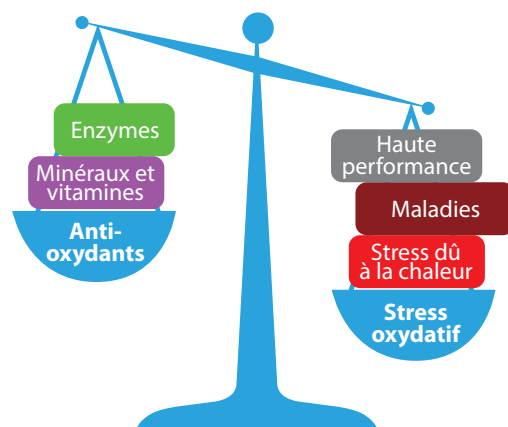 Enzymes
Minéraux et
vitamines
Anti-
oxydants
Haute
performance
Maladies
Stress dû
à la chaleur
Stress
oxydatif